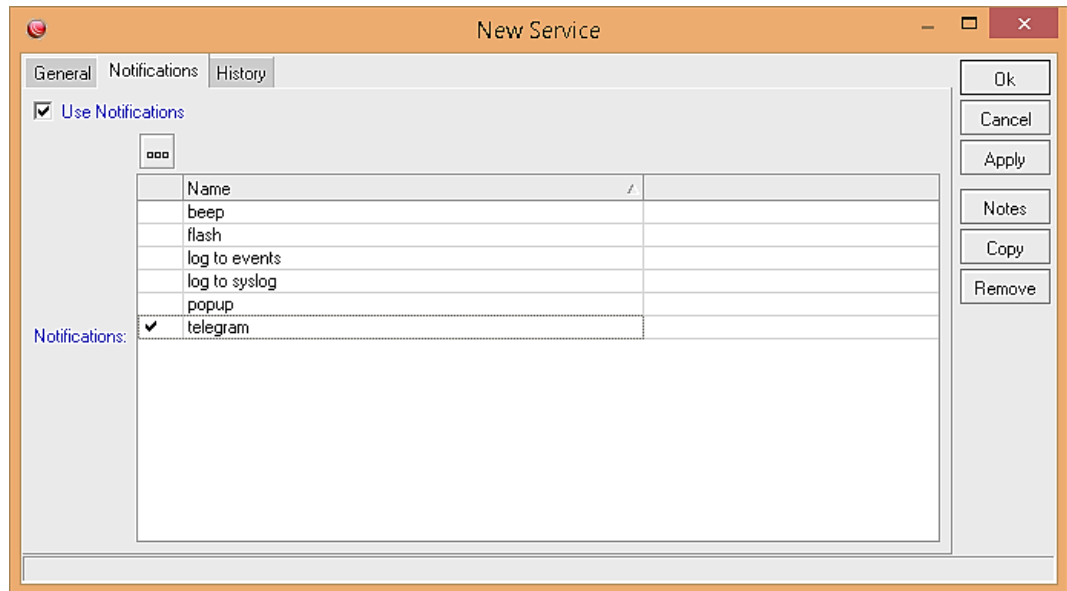 New Service
General Notifications History
Ok
Use Notifications
Cancel
Apply
Name
Notes
beep
flash
Copy
log to events
log to syslog
Remove
popup
Notifications:
telegram